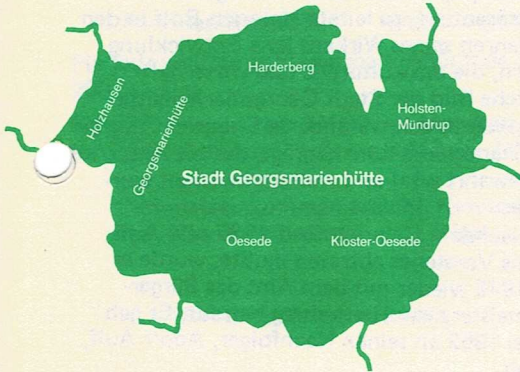 Harderberg
Holzhausen
Holsten-
Mündrup
Georgsmarienhütte
Stadt Georgsmarienhütte
Oesede
Kloster-Oesede